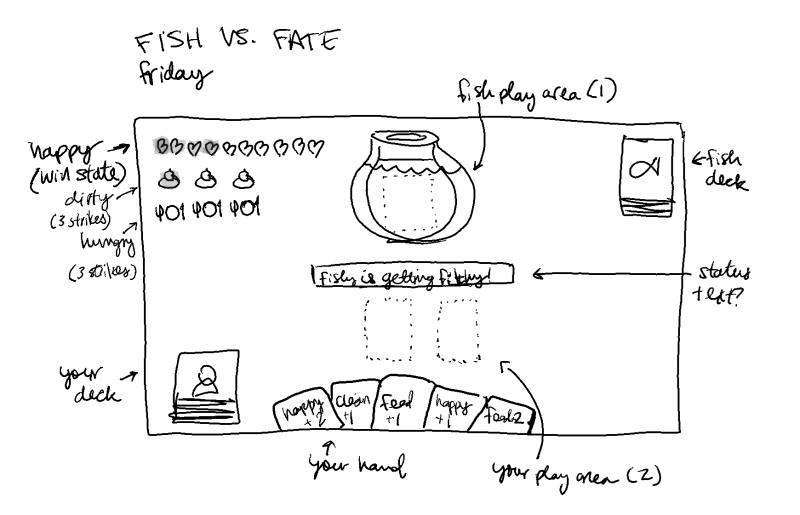 FISH VS. FATE
friday
fish play area (1)
happy
(win state)
dirty
(3 strikes)
hungry
(3 strikes)
←fish
deck
fishy is getting filthy!
status
text?
your
deck
happy
+2
clean
+1
feed
+1
happy
+1
feed+2
your hand
your play area (2)